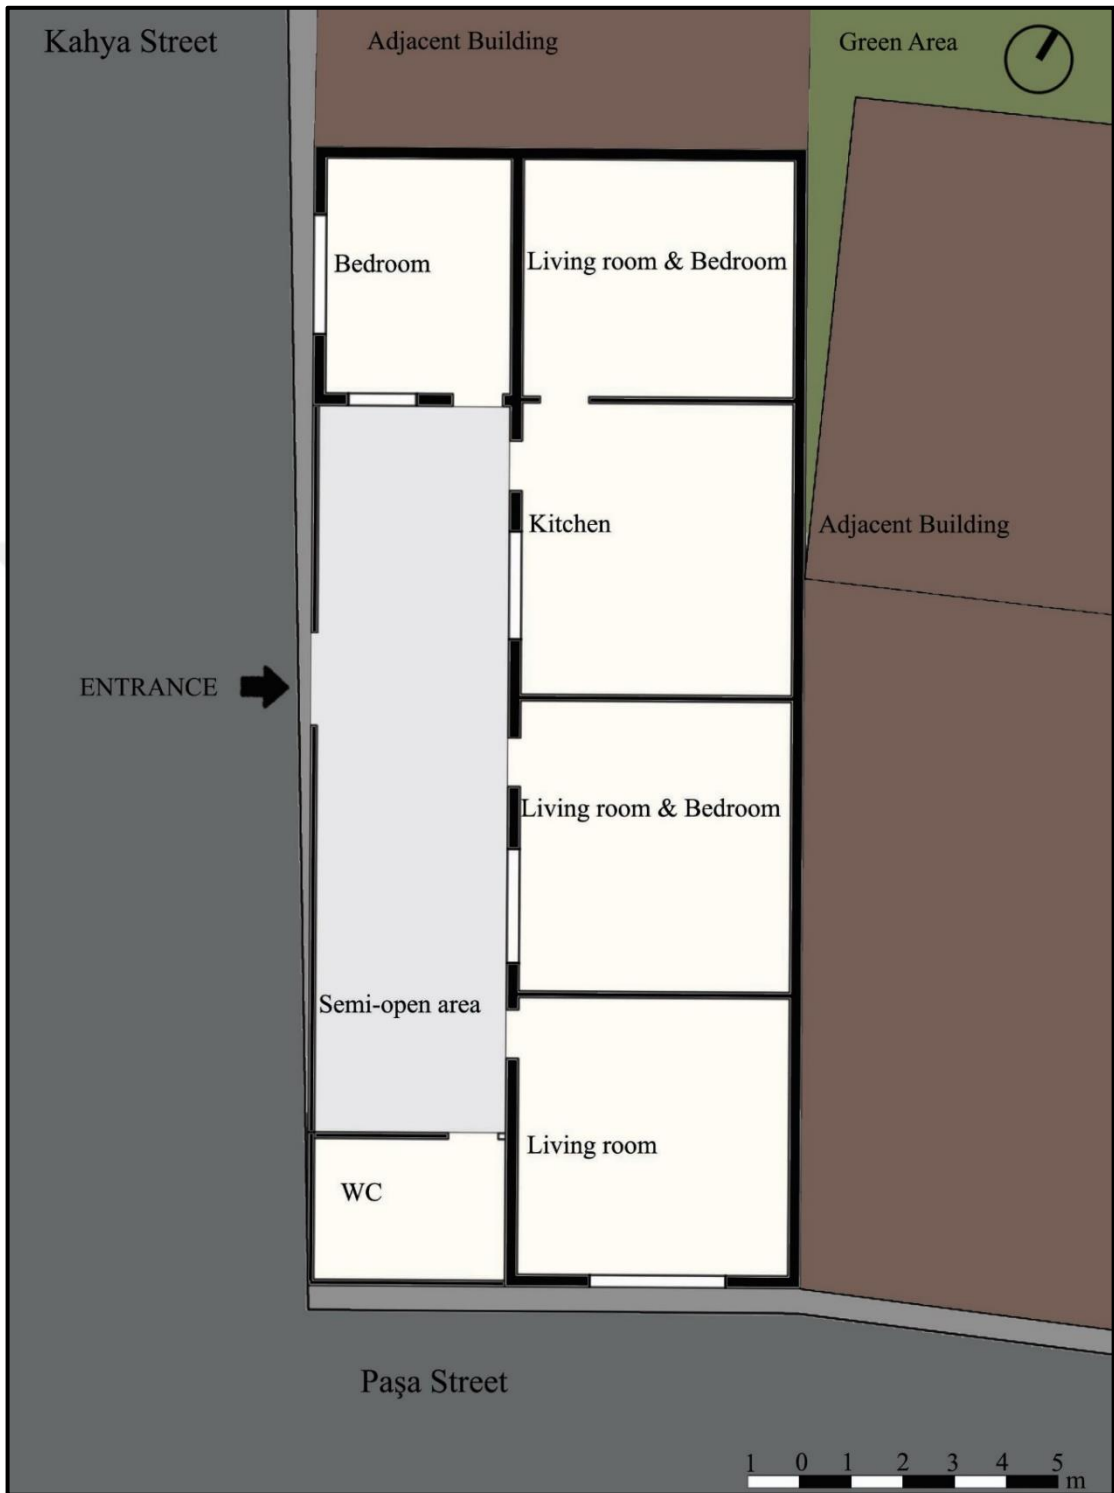 Kahya Street
Adjacent Building
Green Area
Bedroom
Living room & Bedroom
Kitchen
Adjacent Building
ENTRANCE
Living room & Bedroom
Semi-open area
Living room
WC
Paşa Street
1 0 1 2 3 4 5
m